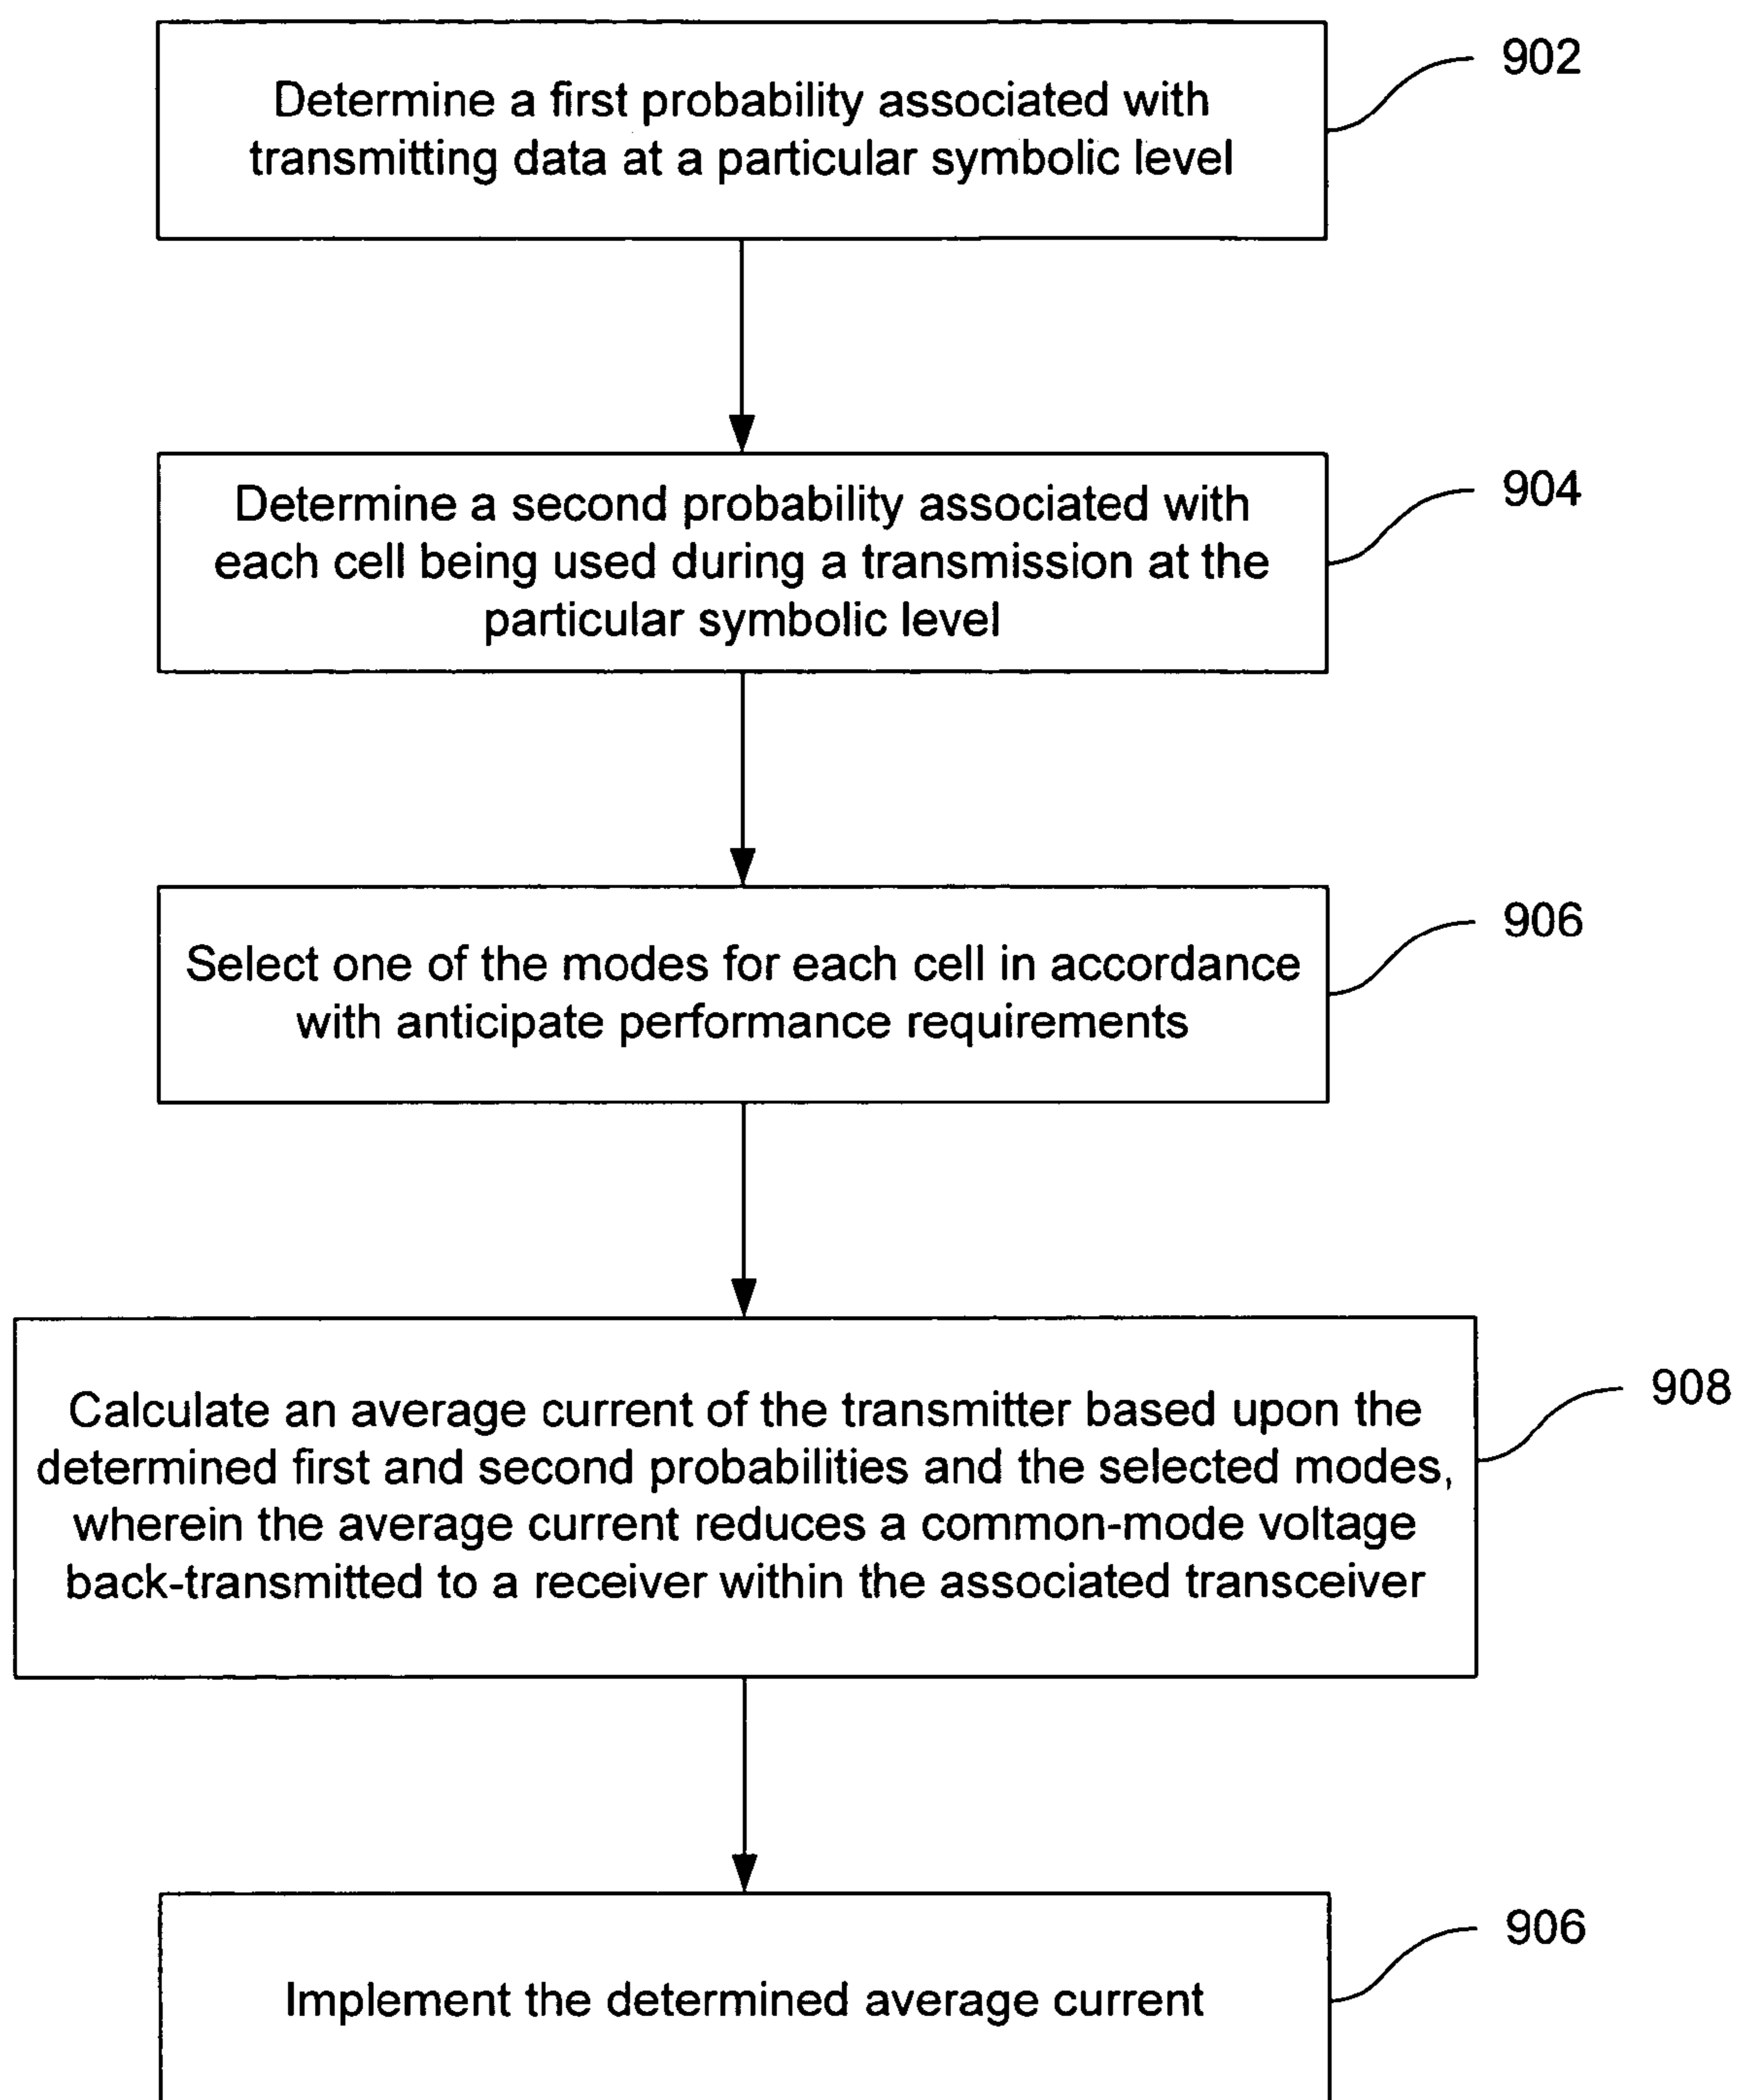 Determine a first probability associated with
transmitting data at a particular symbolic level
902
Determine a second probability associated with
each cell being used during a transmission at the
particular symbolic level
904
Select one of the modes for each cell in accordance
with anticipate performance requirements
906
Calculate an average current of the transmitter based upon the
determined first and second probabilities and the selected modes,
wherein the average current reduces a common-mode voltage
back-transmitted to a receiver within the associated transceiver
908
Implement the determined average current
906